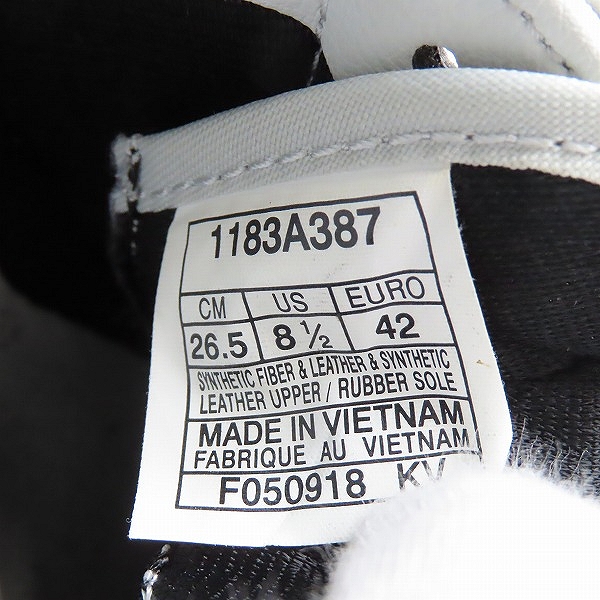 1183A387
CM US EURO
26.5 8 ½ 42
SYNTHETIC FIBER & LEATHER & SYNTHETIC
LEATHER UPPER / RUBBER SOLE
MADE IN VIETNAM
FABRIQUE AU VIETNAM
F050918 KV